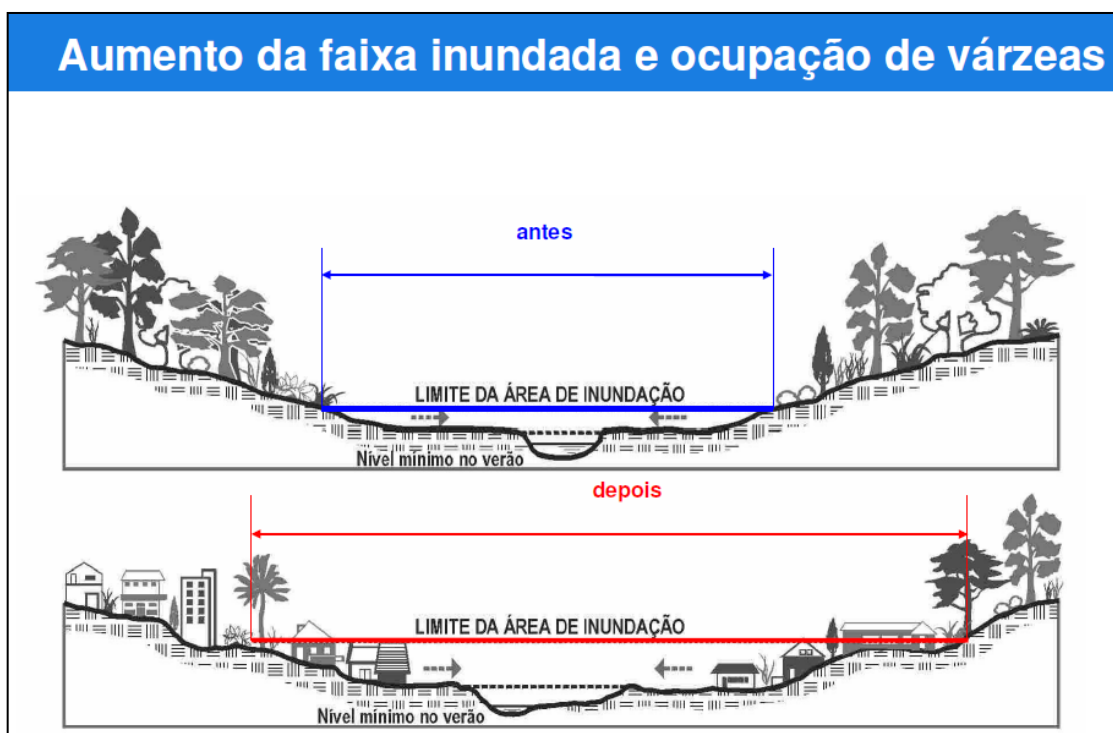 Aumento da faixa inundada e ocupação de várzeas
antes
LIMITE DA ÁREA DE INUNDAÇÃO
Nível mínimo no verão
depois
LIMITE DA ÁREA DE INUNDAÇÃO
Nível mínimo no verão